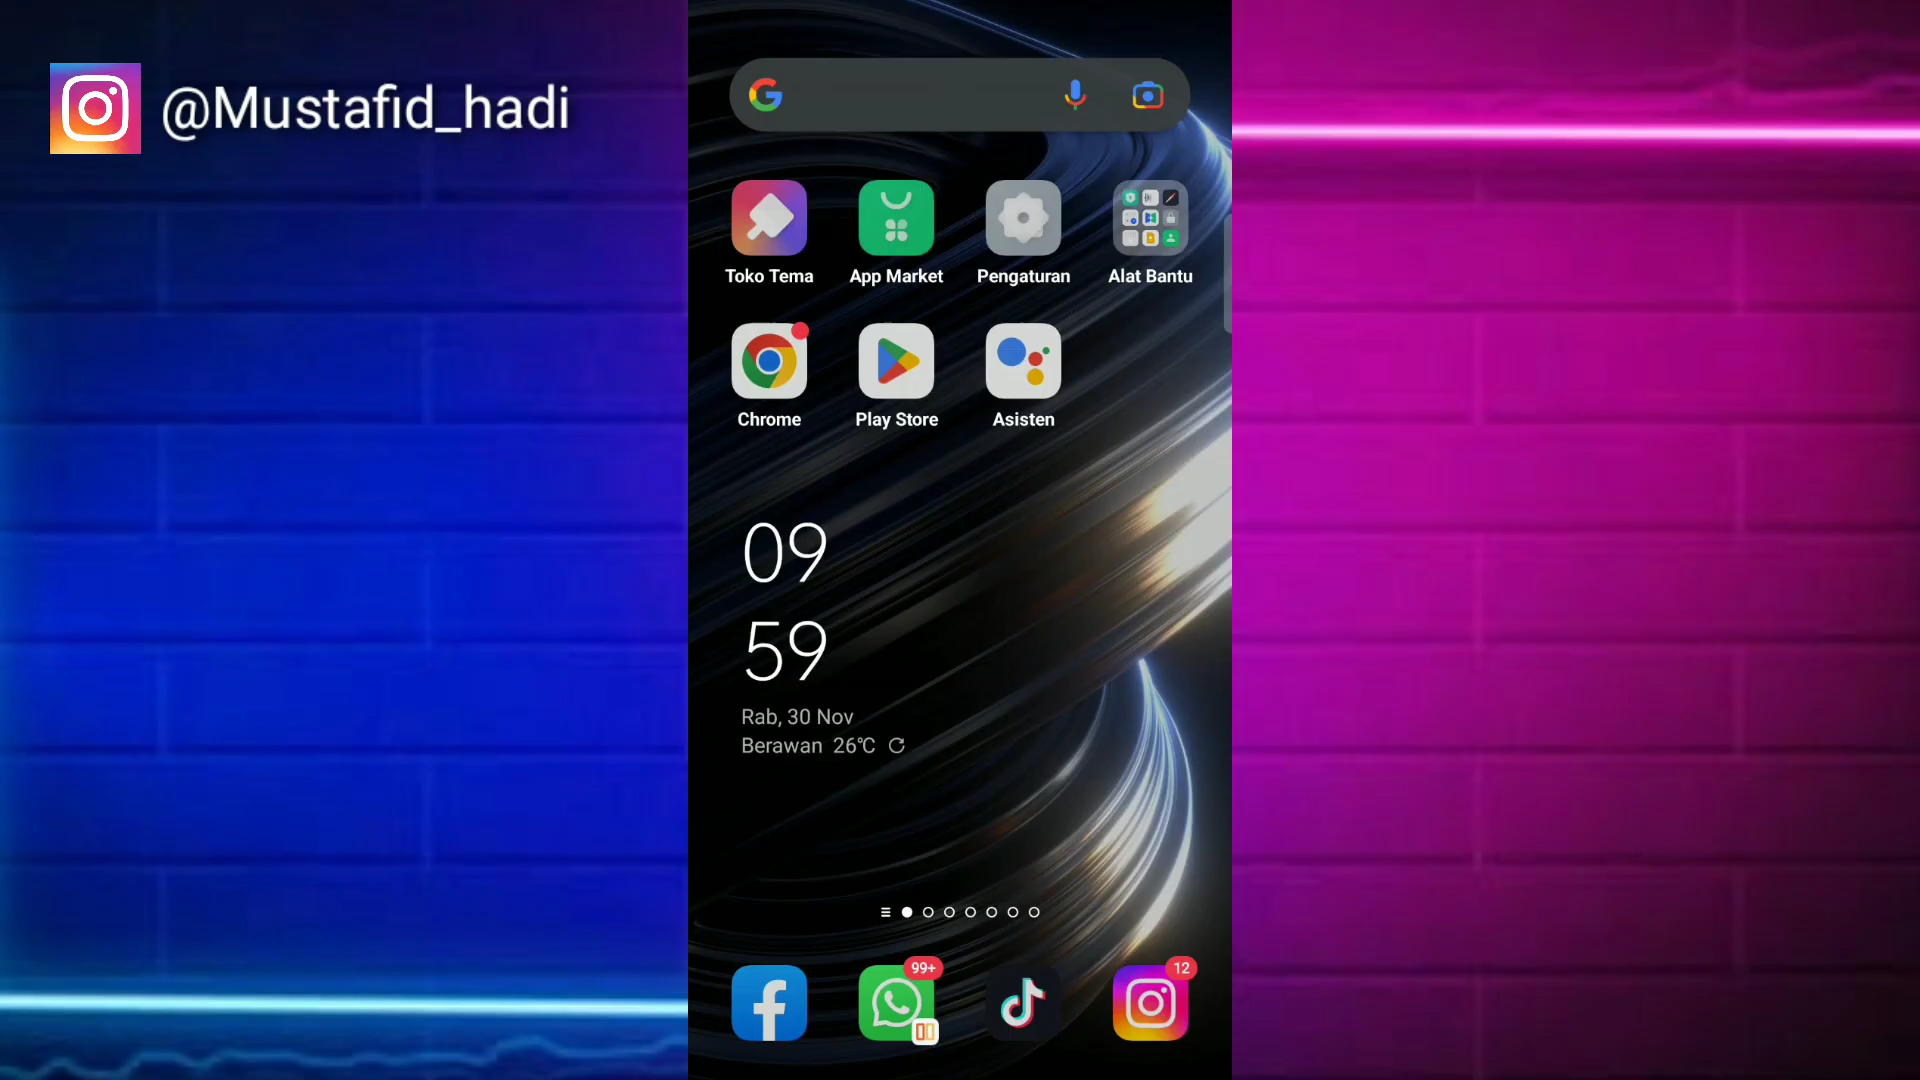 @Mustafid_hadi
Toko Tema
App Market
Pengaturan
Alat Bantu
Chrome
Play Store
Asisten
09
59
Rab, 30 Nov
Berawan 26℃
99+
12